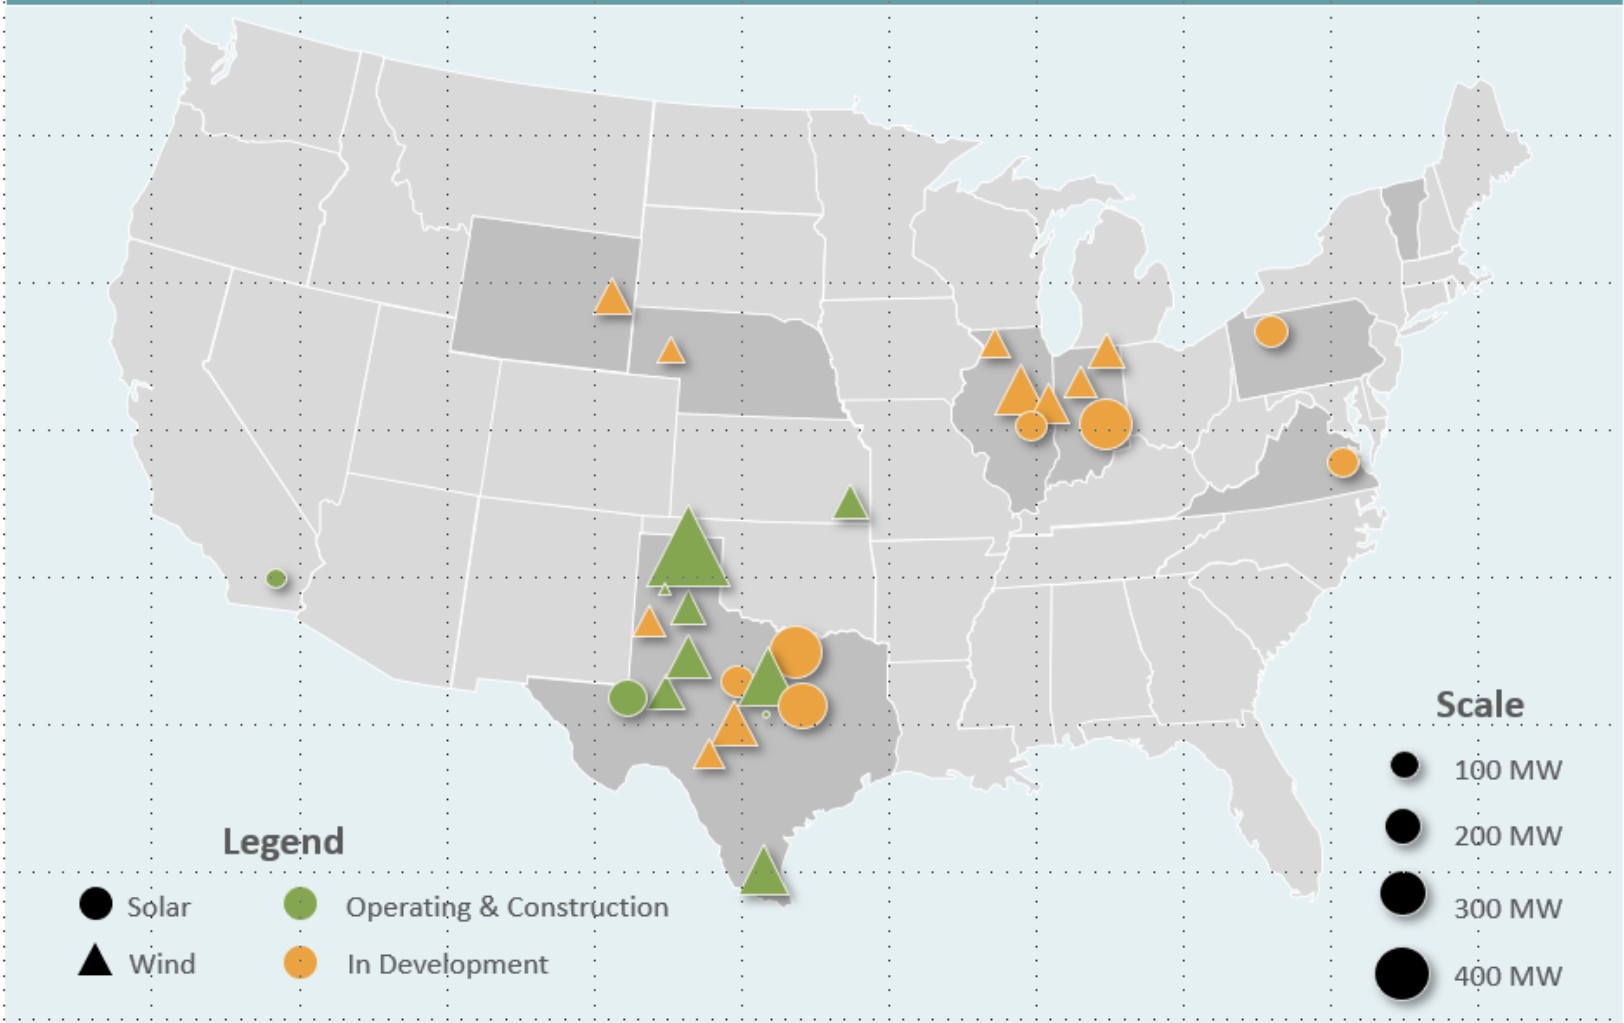 Scale
100 MW
200 MW
300 MW
400 MW
Legend
Solar Operating & Construction
Wind In Development